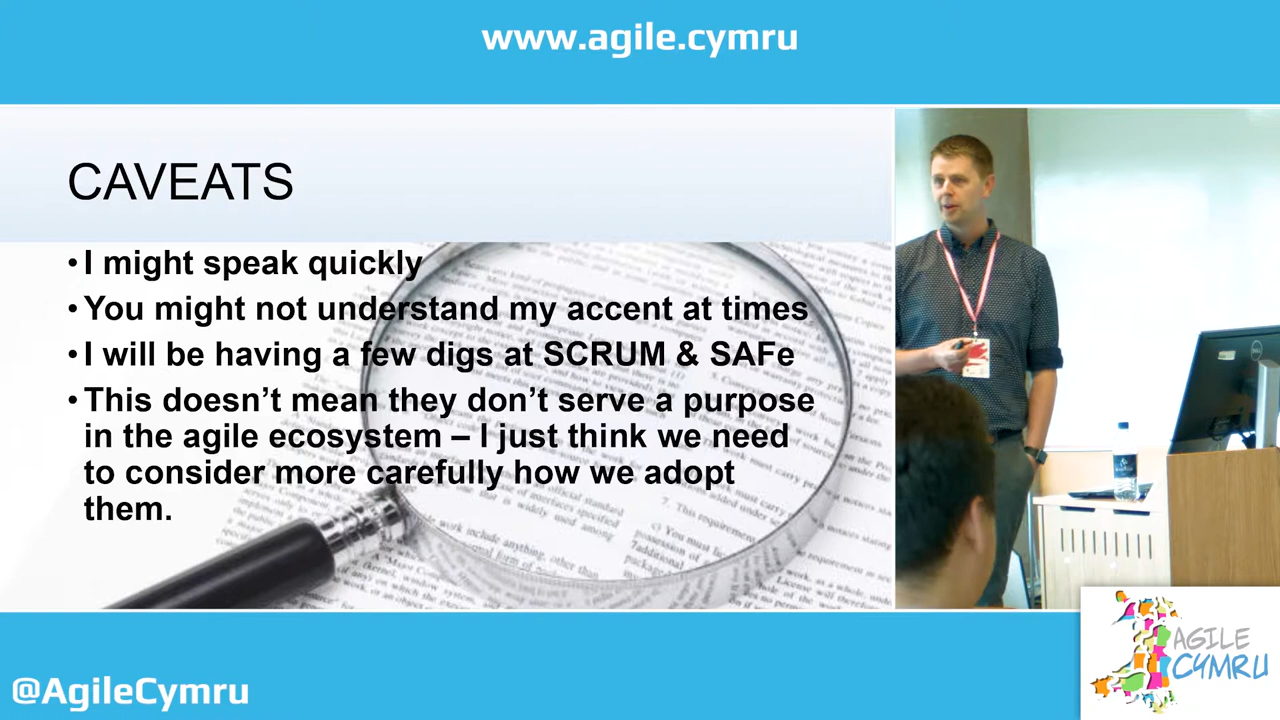 www.agile.cymru
CAVEATS
• I might speak quickly
• You might not understand my accent at times
• I will be having a few digs at SCRUM & SAFe
• This doesn’t mean they don’t serve a purpose
in the agile ecosystem – I just think we need
to consider more carefully how we adopt
them.
DELL
@AgileCymru
AGILE
CYMRU